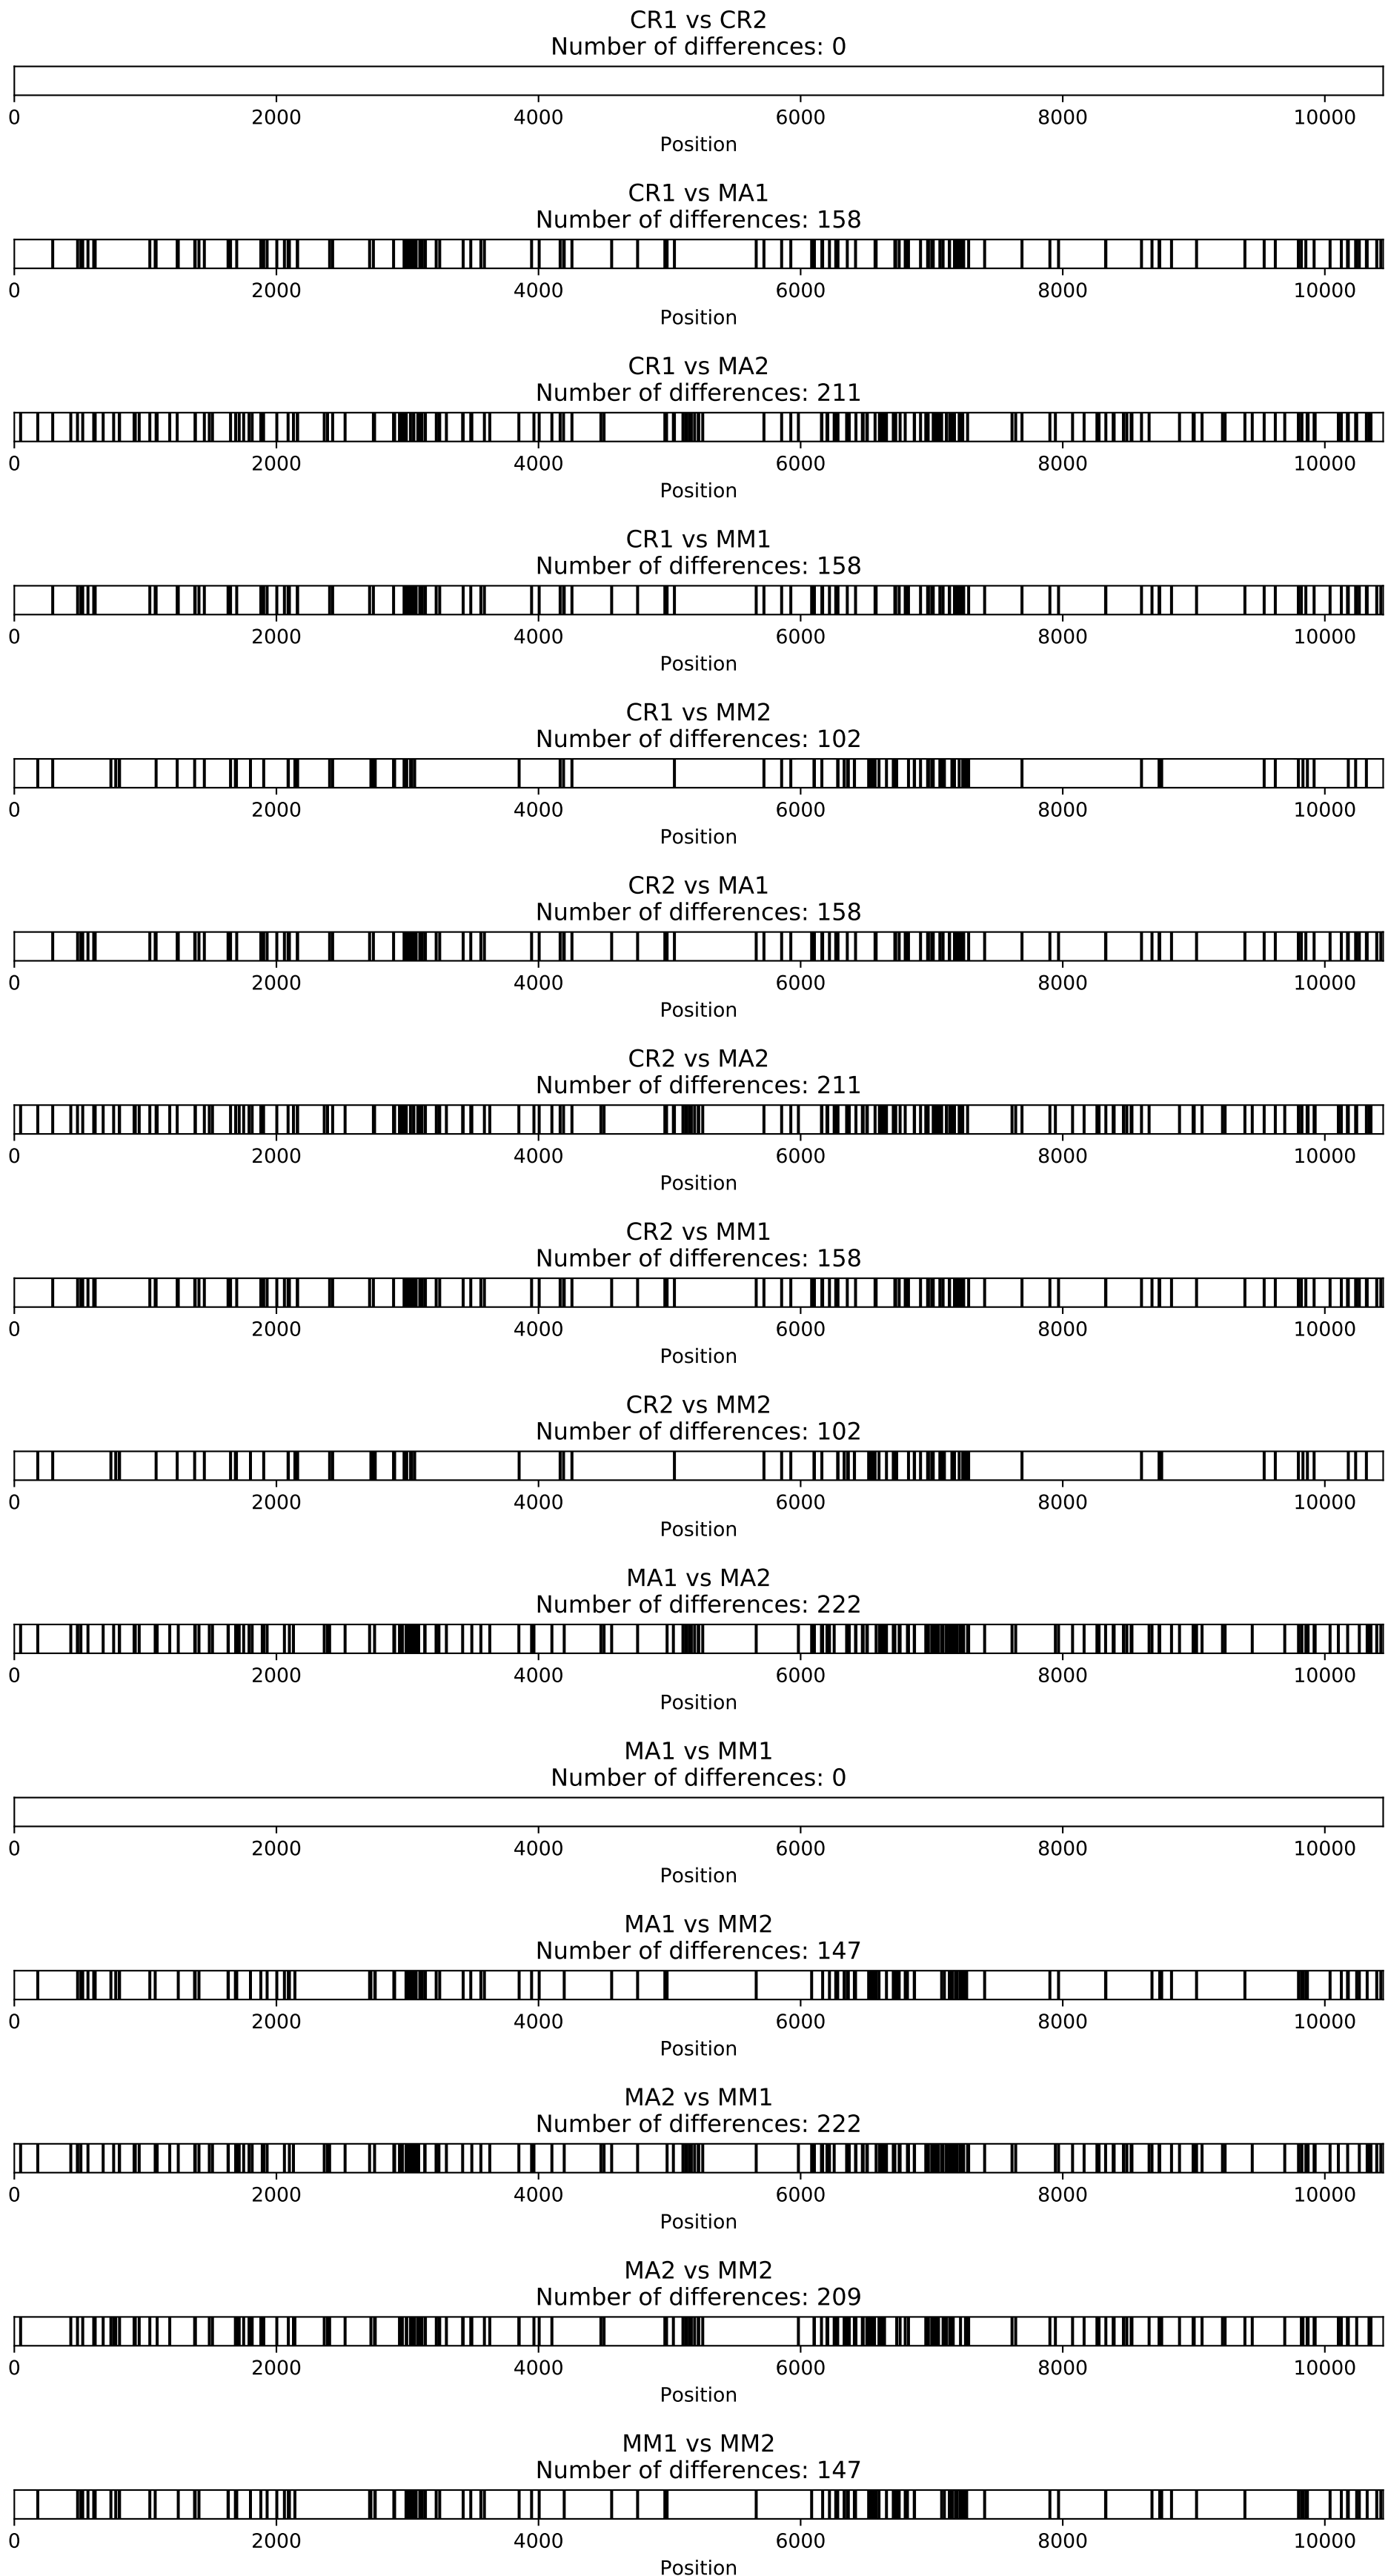 CR1 vs CR2
Number of differences: 0
0 2000 4000 6000 8000 10000
Position
CR1 vs MA1
Number of differences: 158
0 2000 4000 6000 8000 10000
Position
CR1 vs MA2
Number of differences: 211
0 2000 4000 6000 8000 10000
Position
CR1 vs MM1
Number of differences: 158
0 2000 4000 6000 8000 10000
Position
CR1 vs MM2
Number of differences: 102
0 2000 4000 6000 8000 10000
Position
CR2 vs MA1
Number of differences: 158
0 2000 4000 6000 8000 10000
Position
CR2 vs MA2
Number of differences: 211
0 2000 4000 6000 8000 10000
Position
CR2 vs MM1
Number of differences: 158
0 2000 4000 6000 8000 10000
Position
CR2 vs MM2
Number of differences: 102
0 2000 4000 6000 8000 10000
Position
MA1 vs MA2
Number of differences: 222
0 2000 4000 6000 8000 10000
Position
MA1 vs MM1
Number of differences: 0
0 2000 4000 6000 8000 10000
Position
MA1 vs MM2
Number of differences: 147
0 2000 4000 6000 8000 10000
Position
MA2 vs MM1
Number of differences: 222
0 2000 4000 6000 8000 10000
Position
MA2 vs MM2
Number of differences: 209
0 2000 4000 6000 8000 10000
Position
MM1 vs MM2
Number of differences: 147
0 2000 4000 6000 8000 10000
Position